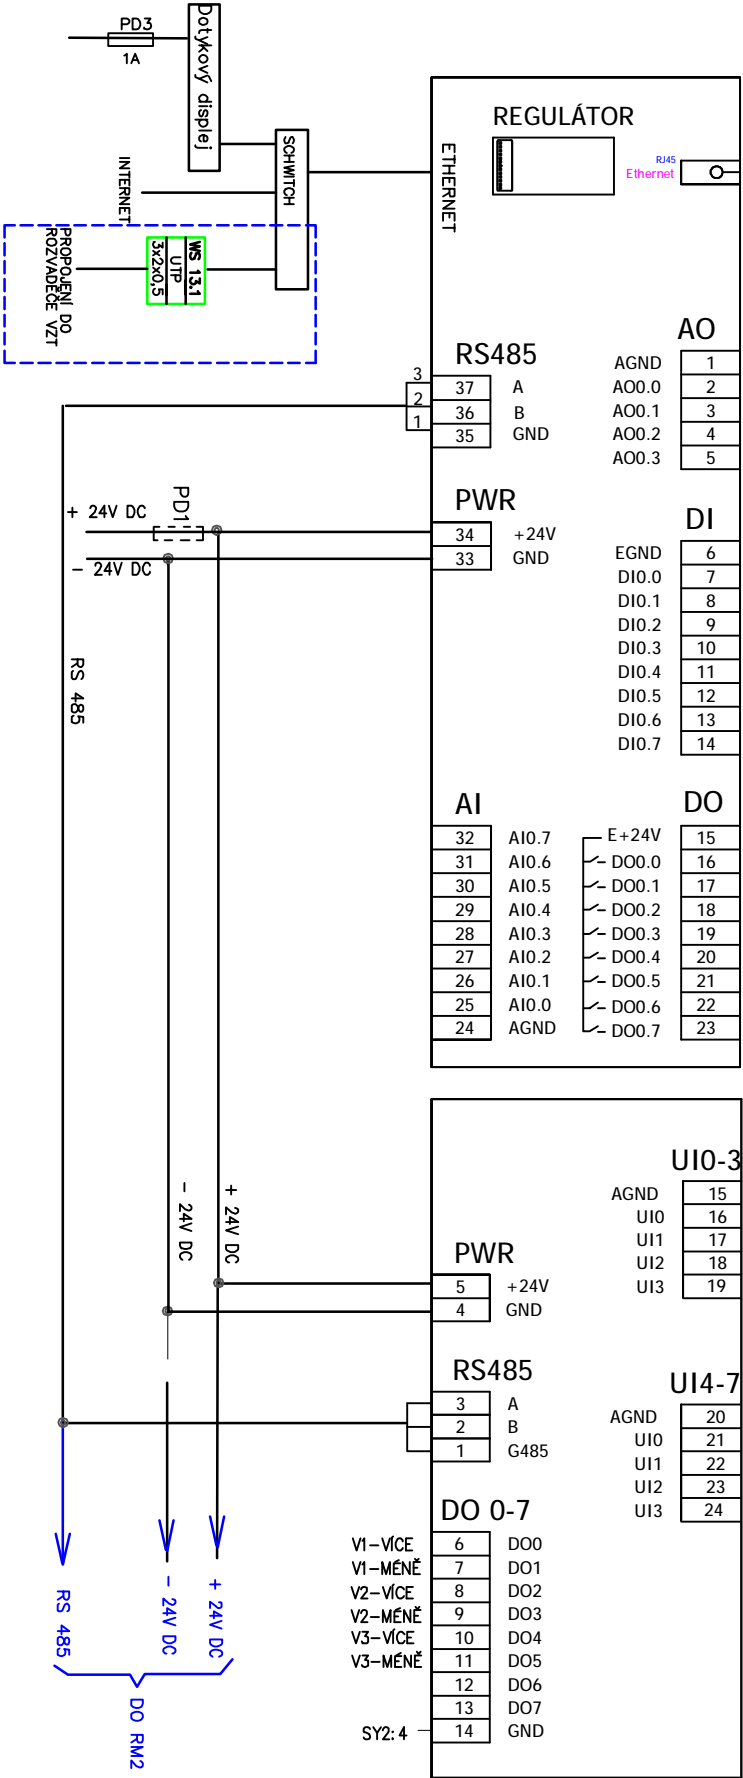 PD3
1A
Dotykový displej
SCHWITCH
INTERNET
WS 13.1
UTP
3x2x0,5
PROPOJENÍ DO
ROZVADĚČE VZT
ETHERNET
REGULÁTOR
RJ45
Ethernet
AO
AGND 1
AO0.0 2
AO0.1 3
AO0.2 4
AO0.3 5
RS485
3
2
1
37 A
36 B
35 GND
PWR
34 +24V
33 GND
+ 24V DC
PD1
- 24V DC
RS 485
DI
EGND 6
DI0.0 7
DI0.1 8
DI0.2 9
DI0.3 10
DI0.4 11
DI0.5 12
DI0.6 13
DI0.7 14
AI
32 AI0.7
31 AI0.6
30 AI0.5
29 AI0.4
28 AI0.3
27 AI0.2
26 AI0.1
25 AI0.0
24 AGND
DO
E+24V 15
DO0.0 16
DO0.1 17
DO0.2 18
DO0.3 19
DO0.4 20
DO0.5 21
DO0.6 22
DO0.7 23
- 24V DC
+ 24V DC
UI0-3
AGND 15
UI0 16
UI1 17
UI2 18
UI3 19
PWR
5 +24V
4 GND
RS485
3 A
2 B
1 G485
UI4-7
AGND 20
UI0 21
UI1 22
UI2 23
UI3 24
DO 0-7
V1-VÍCE 6 DO0
V1-MÉNĚ 7 DO1
V2-VÍCE 8 DO2
V2-MÉNĚ 9 DO3
V3-VÍCE 10 DO4
V3-MÉNĚ 11 DO5
12 DO6
13 DO7
SY2:4 14 GND
RS 485
- 24V DC
+ 24V DC
DO RM2